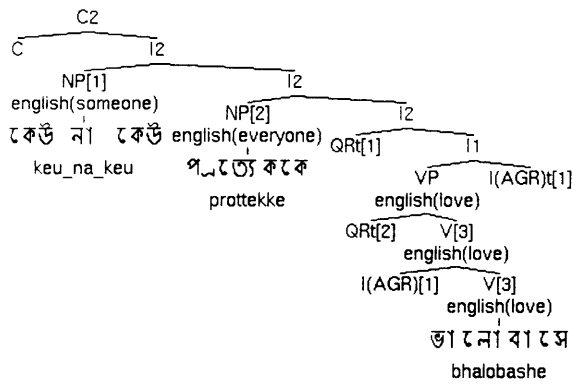 C2
C I2
NP[1] I2
english(someone)
কেউ না কেউ
keu_na_keu
NP[2] I2
english(everyone)
প্রত্যেককে
prottekke
QRt[1] I1
VP I(AGR)t[1]
english(love)
QRt[2] V[3]
english(love)
I(AGR)[1] V[3]
english(love)
ভালোবাসে
bhalobashe